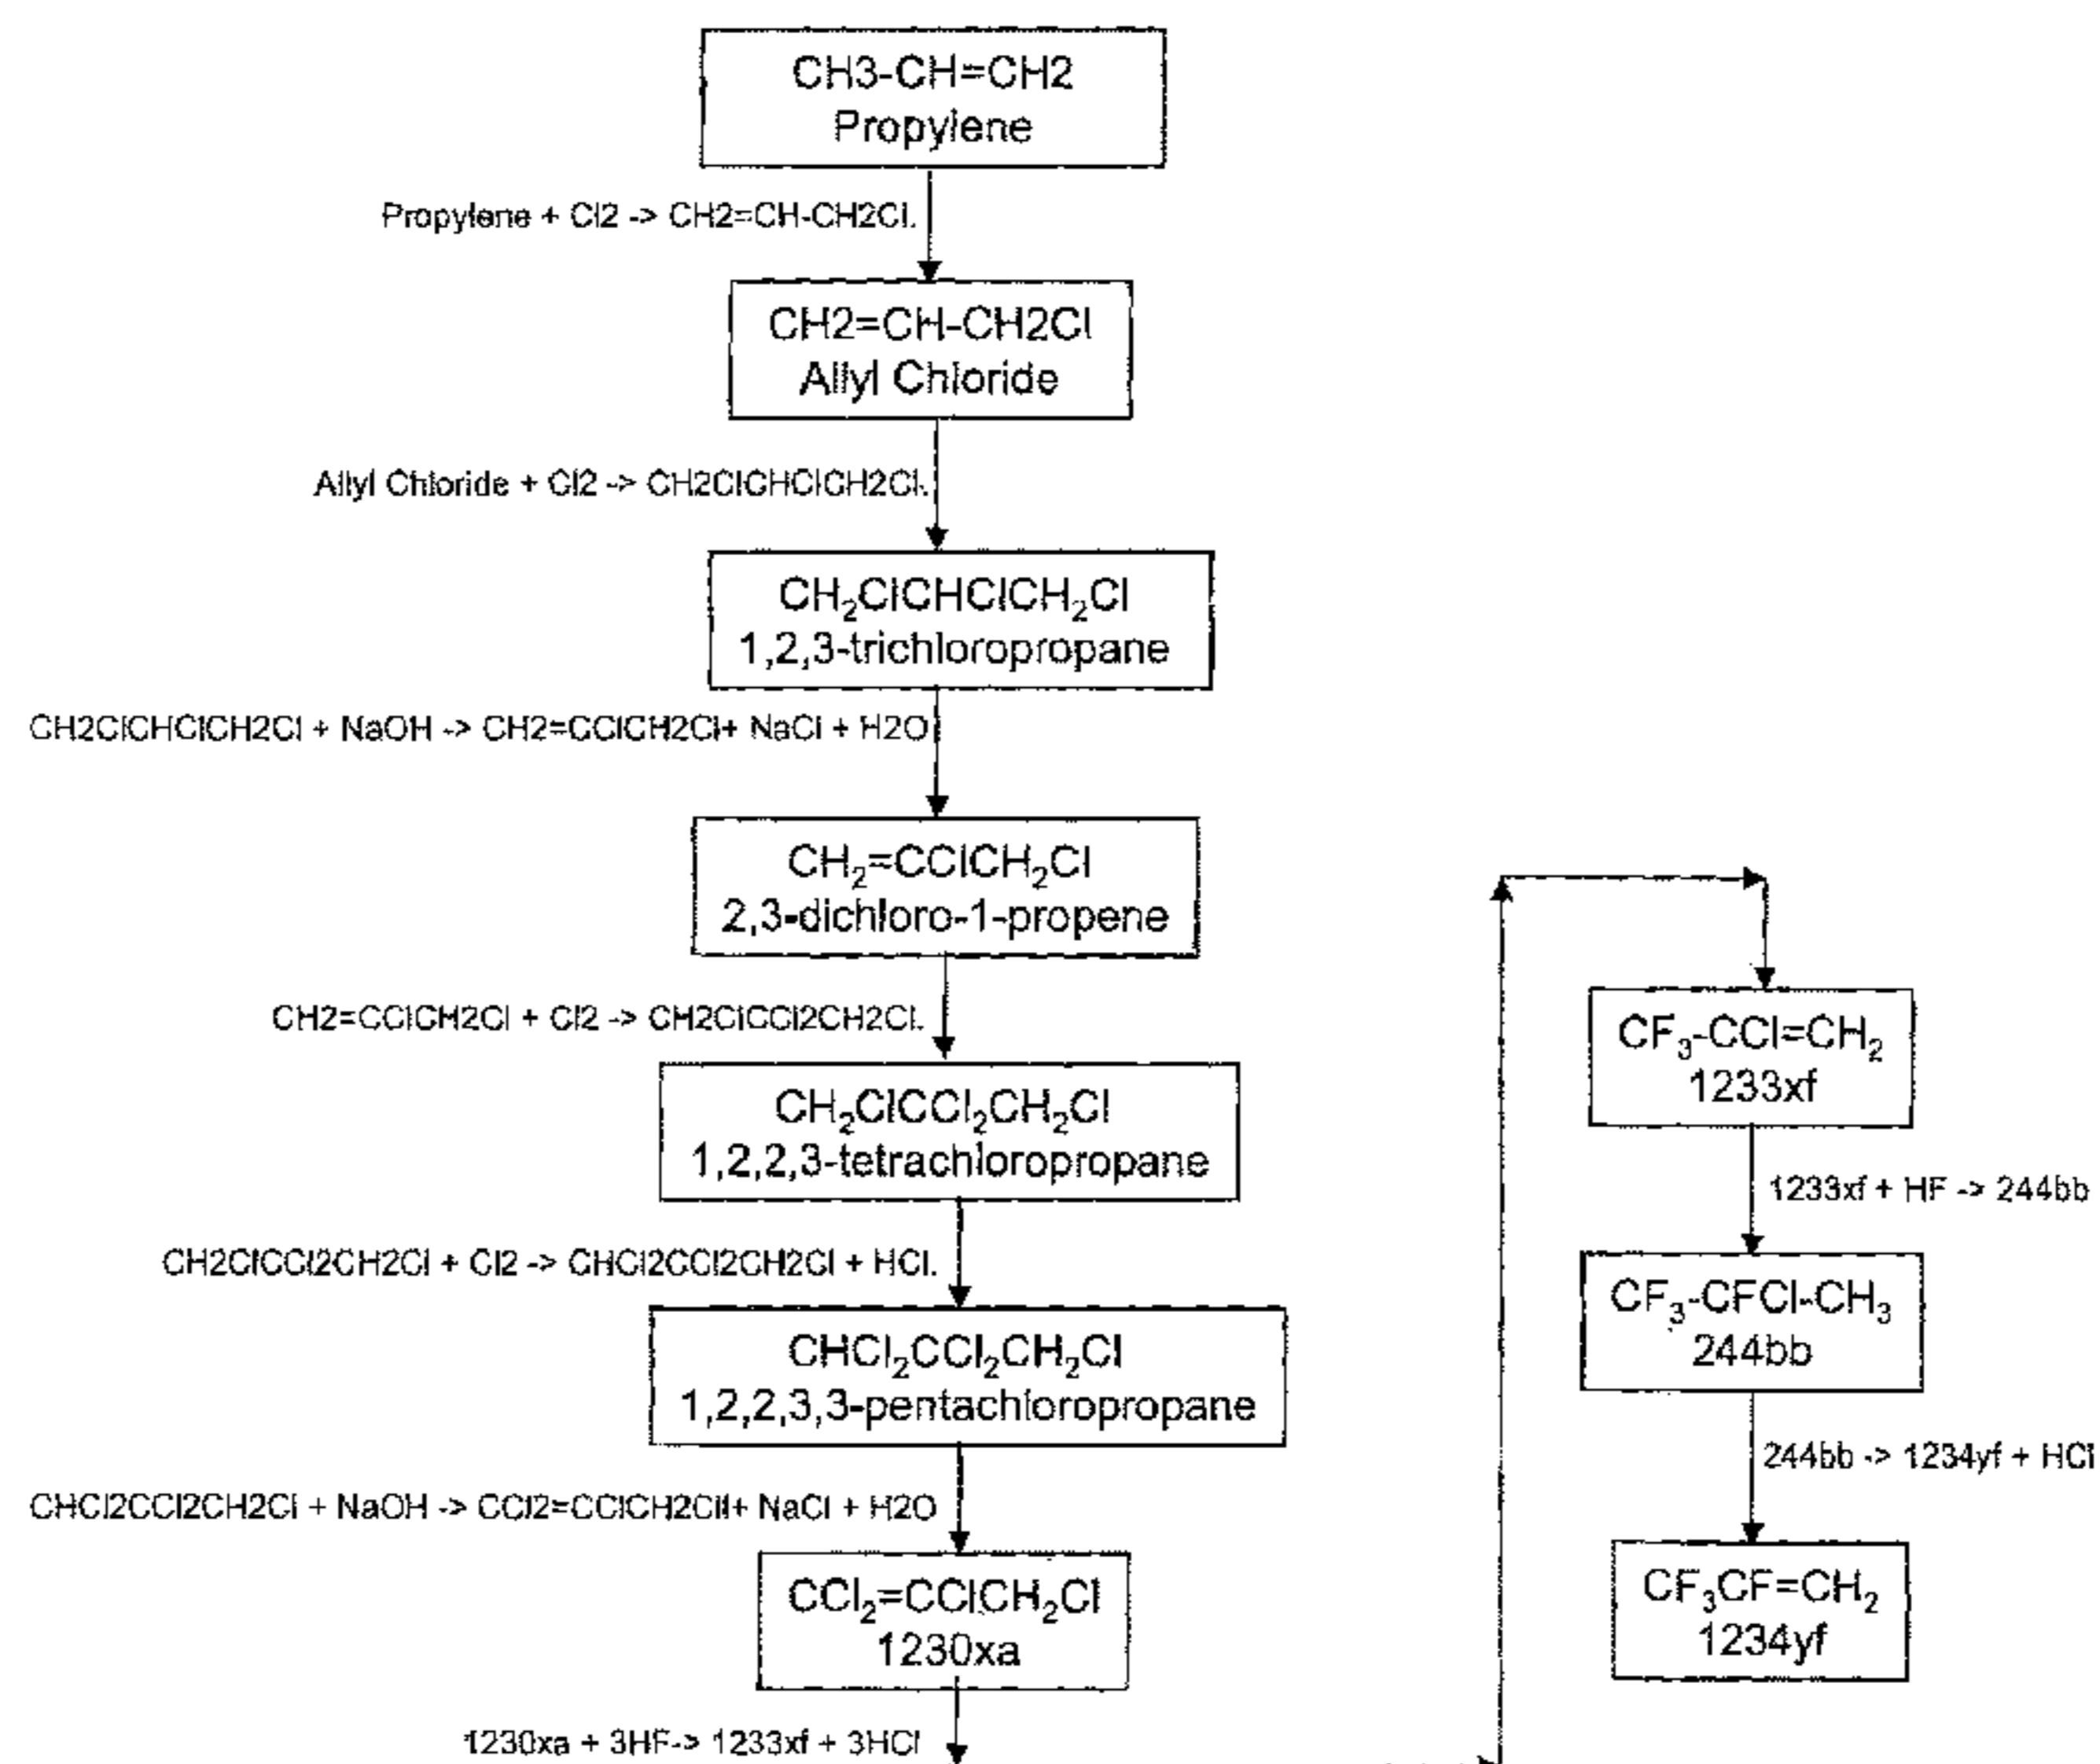 CH3-CH=CH2
Propylene
Propylene + Cl2 -> CH2=CH-CH2Cl.
CH2=CH-CH2Cl
Allyl Chloride
Allyl Chloride + Cl2 -> CH2ClCHClCH2Cl.
CH₂ClCHClCH₂Cl
1,2,3-trichloropropane
CH2ClCHClCH2Cl + NaOH -> CH2=CClCH2Cl+ NaCl + H2O
CH₂=CClCH₂Cl
2,3-dichloro-1-propene
CH2=CClCH2Cl + Cl2 -> CH2ClCCl2CH2Cl.
CH₂ClCCl₂CH₂Cl
1,2,2,3-tetrachloropropane
CH2ClCCl2CH2Cl + Cl2 -> CHCl2CCl2CH2Cl + HCl.
CHCl₂CCl₂CH₂Cl
1,2,2,3,3-pentachloropropane
CHCl2CCl2CH2Cl + NaOH -> CCl2=CClCH2Cll+ NaCl + H2O
CCl₂=CClCH₂Cl
1230xa
1230xa + 3HF-> 1233xf + 3HCl
CF₃-CCl=CH₂
1233xf
1233xf + HF -> 244bb
CF₃-CFCl-CH₃
244bb
244bb -> 1234yf + HCl
CF₃CF=CH₂
1234yf